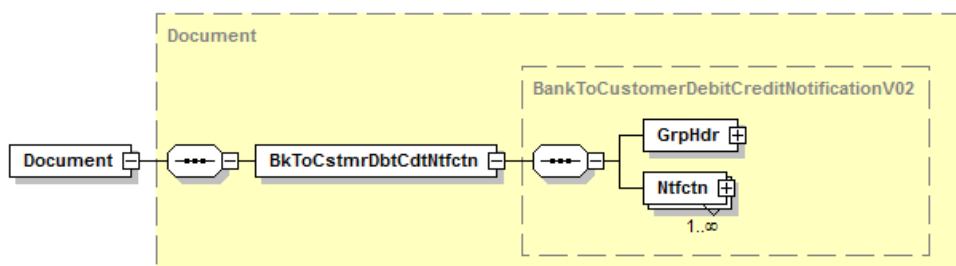 Document
BankToCustomerDebitCreditNotificationV02
GrpHdr
Document
BkToCstmrDbtCdtNtfctn
Ntfctn
1..∞